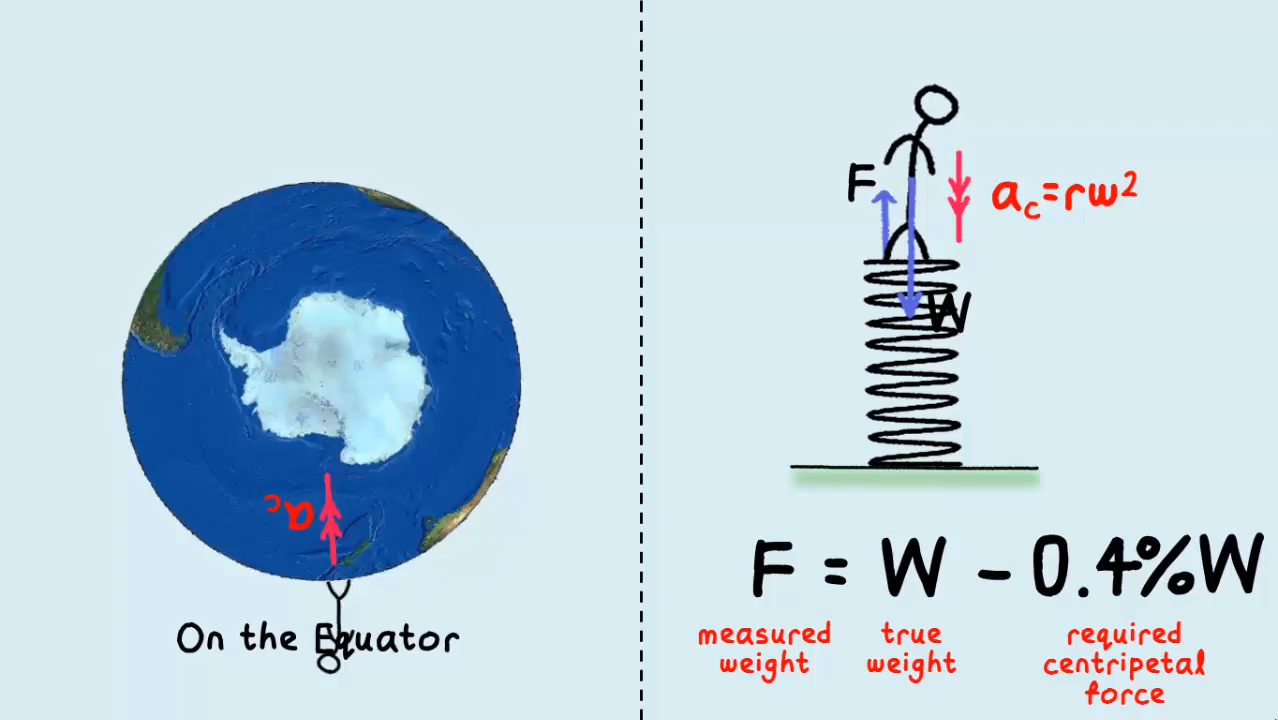 a_c
On the Equator
F
a_c=rw²
W
F = W - 0.4%W
measured weight
true weight
required centripetal force